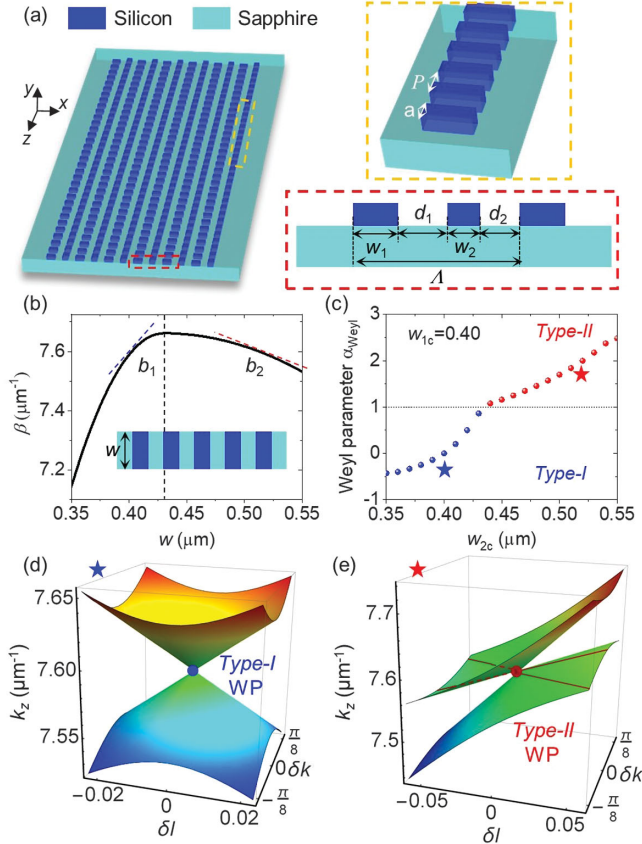 (a) Silicon Sapphire
y
x
z
P
a
d₁ d₂
w₁ w₂
Λ
(b)
7.6
7.4
7.2
β (μm⁻¹)
b₁ b₂
w
0.35 0.40 0.45 0.50 0.55
w (μm)
(c)
3
2
1
0
-1
Weyl parameter α_Weyl
w₁c=0.40
Type-II
Type-I
0.35 0.40 0.45 0.50 0.55
w₂c (μm)
(d)
7.65
7.60
7.55
k_z (μm⁻¹)
Type-I
WP
-0.02 0 0.02
δl
π/8
0
-π/8
δk
(e)
7.7
7.6
7.5
k_z (μm⁻¹)
Type-II
WP
-0.05 0 0.05
δl
π/8
0
-π/8
δk